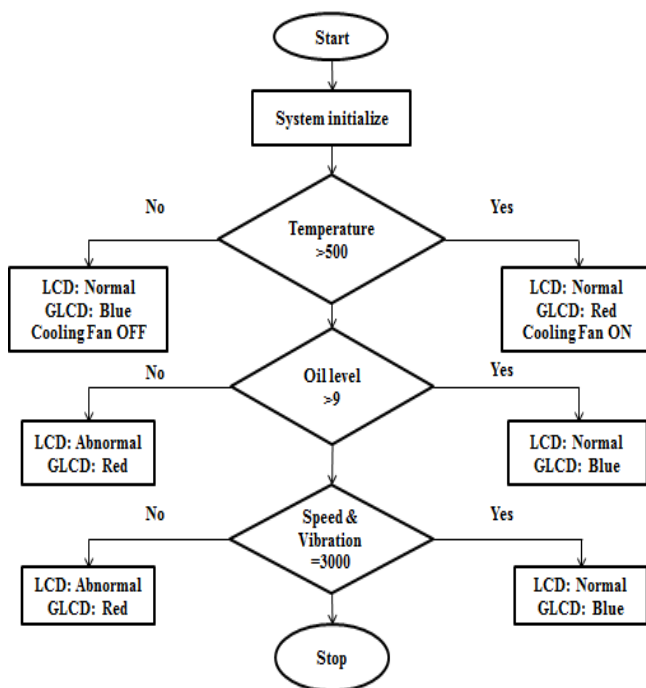 Start
System initialize
No
Yes
Temperature
>500
LCD: Normal
GLCD: Blue
Cooling Fan OFF
LCD: Normal
GLCD: Red
Cooling Fan ON
No
Yes
Oil level
>9
LCD: Abnormal
GLCD: Red
LCD: Normal
GLCD: Blue
No
Yes
Speed &
Vibration
=3000
LCD: Abnormal
GLCD: Red
LCD: Normal
GLCD: Blue
Stop